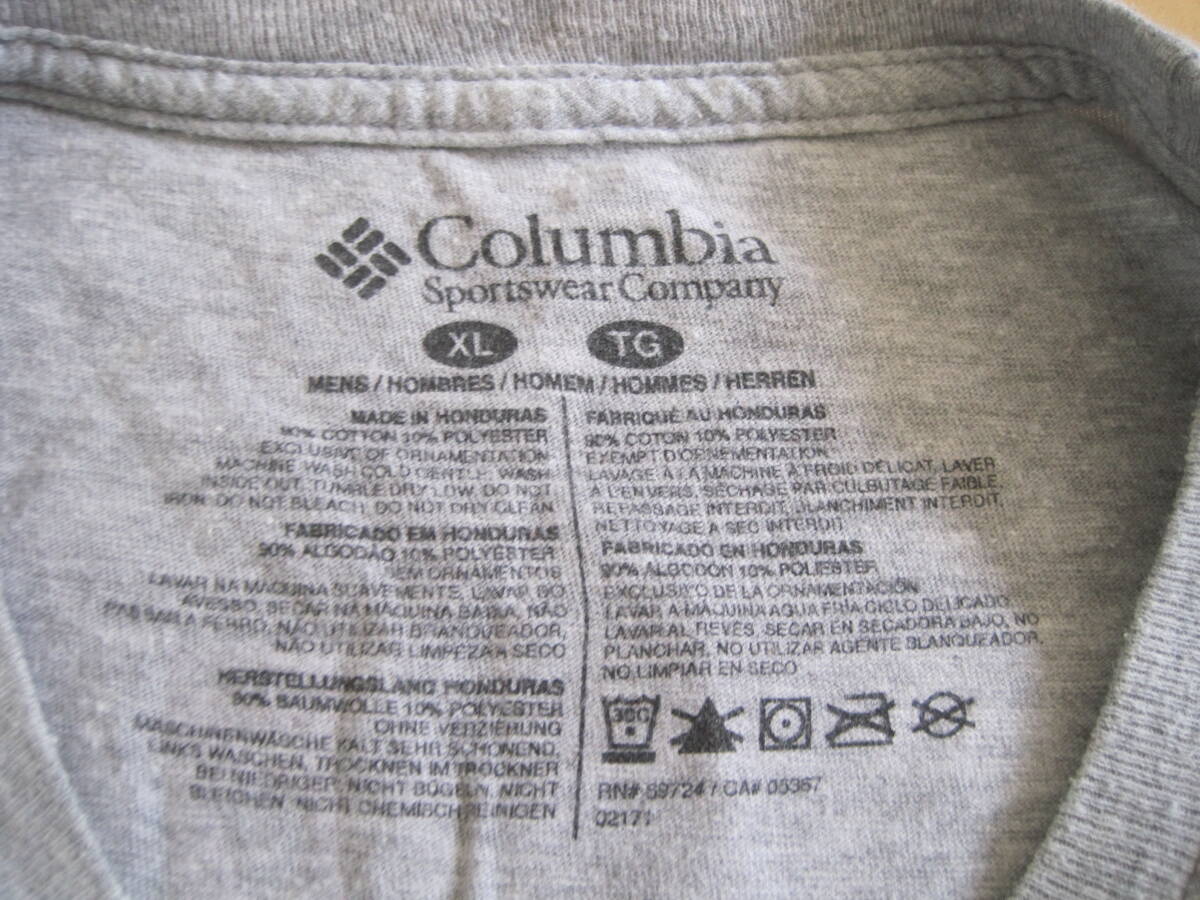 Columbia
Sportswear Company
XL TG
MENS / HOMBRES / HOMEM / HOMMES / HERREN
MADE IN HONDURAS
90% COTTON 10% POLYESTER
EXCLUSIVE OF ORNAMENTATION
MACHINE WASH COLD GENTLE. WASH
INSIDE OUT. TUMBLE DRY LOW. DO NOT
IRON. DO NOT BLEACH. DO NOT DRY CLEAN.
FABRICADO EM HONDURAS
90% ALGODÃO 10% POLYESTER
SEM ORNAMENTOS
LAVAR NA MAQUINA SUAVEMENTE, LAVAR DO
AVESSO, SECAR NA MAQUINA BAIXA, NÃO
PASSAR A FERRO, NÃO UTILIZAR BRANQUEADOR,
NÃO UTILIZAR LIMPEZA A SECO
HERSTELLUNGSLAND HONDURAS
90% BAUMWOLLE 10% POLYESTER
OHNE VERZIEHUNG
MASCHINENWÄSCHE KALT SEHR SCHONEND,
LINKS WASCHEN, TROCKNEN IM TROCKNER
BEI NIEDRIGER, NICHT BÜGELN, NICHT
BLEICHEN, NICHT CHEMISCH REINIGEN
FABRIQUÉ AU HONDURAS
90% COTON 10% POLYESTER
EXEMPT D'ORNEMENTATION
LAVAGE À LA MACHINE À FROID DÉLICAT, LAVER
À L'ENVERS, SÉCHAGE PAR CULBUTAGE FAIBLE,
REPASSAGE INTERDIT, BLANCHIMENT INTERDIT,
NETTOYAGE A SEC INTERDIT
FABRICADO EN HONDURAS
90% ALGODON 10% POLIESTER
EXCLUSIVO DE LA ORNAMENTACIÓN
LAVAR A MAQUINA AGUA FRIA CICLO DELICADO,
LAVAR AL REVÉS, SECAR EN SECADORA BAJO, NO
PLANCHAR, NO UTILIZAR AGENTE BLANQUEADOR,
NO LIMPIAR EN SECO
30C
RN# 69724 / CA# 05367
02171